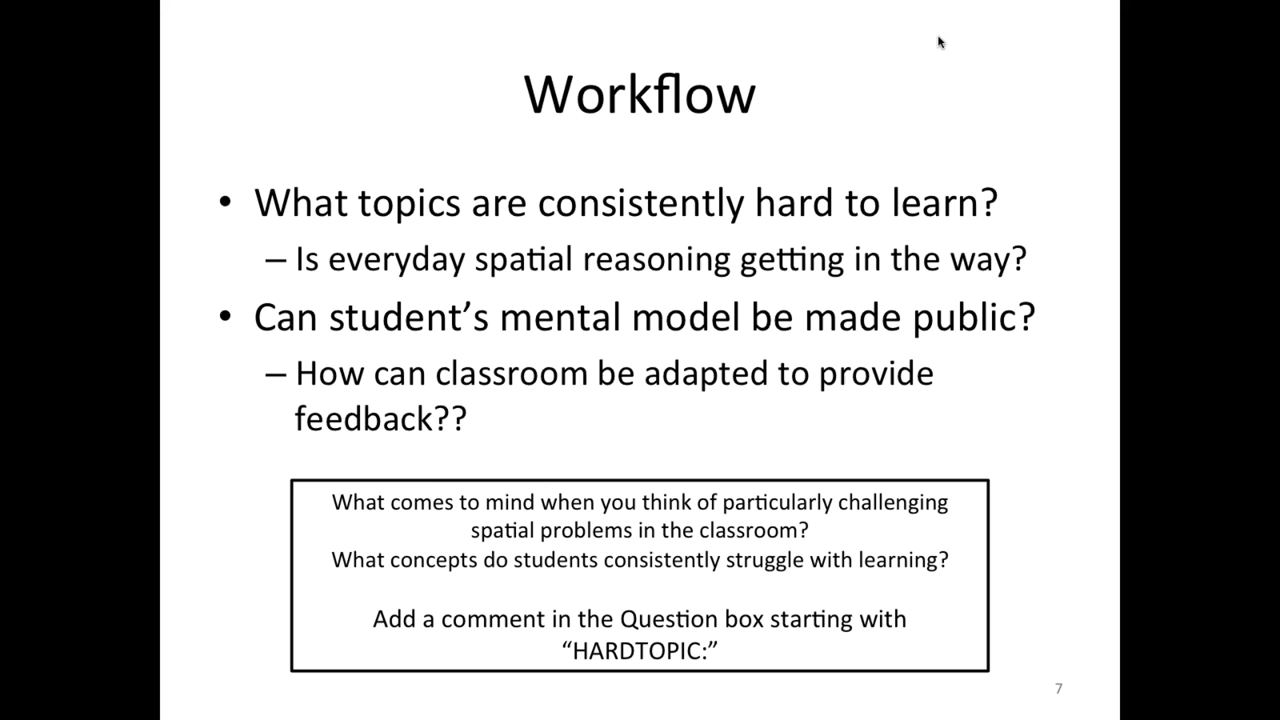 Workflow
• What topics are consistently hard to learn?
– Is everyday spatial reasoning getting in the way?
• Can student’s mental model be made public?
– How can classroom be adapted to provide
feedback??
What comes to mind when you think of particularly challenging
spatial problems in the classroom?
What concepts do students consistently struggle with learning?
Add a comment in the Question box starting with
“HARDTOPIC:”
7